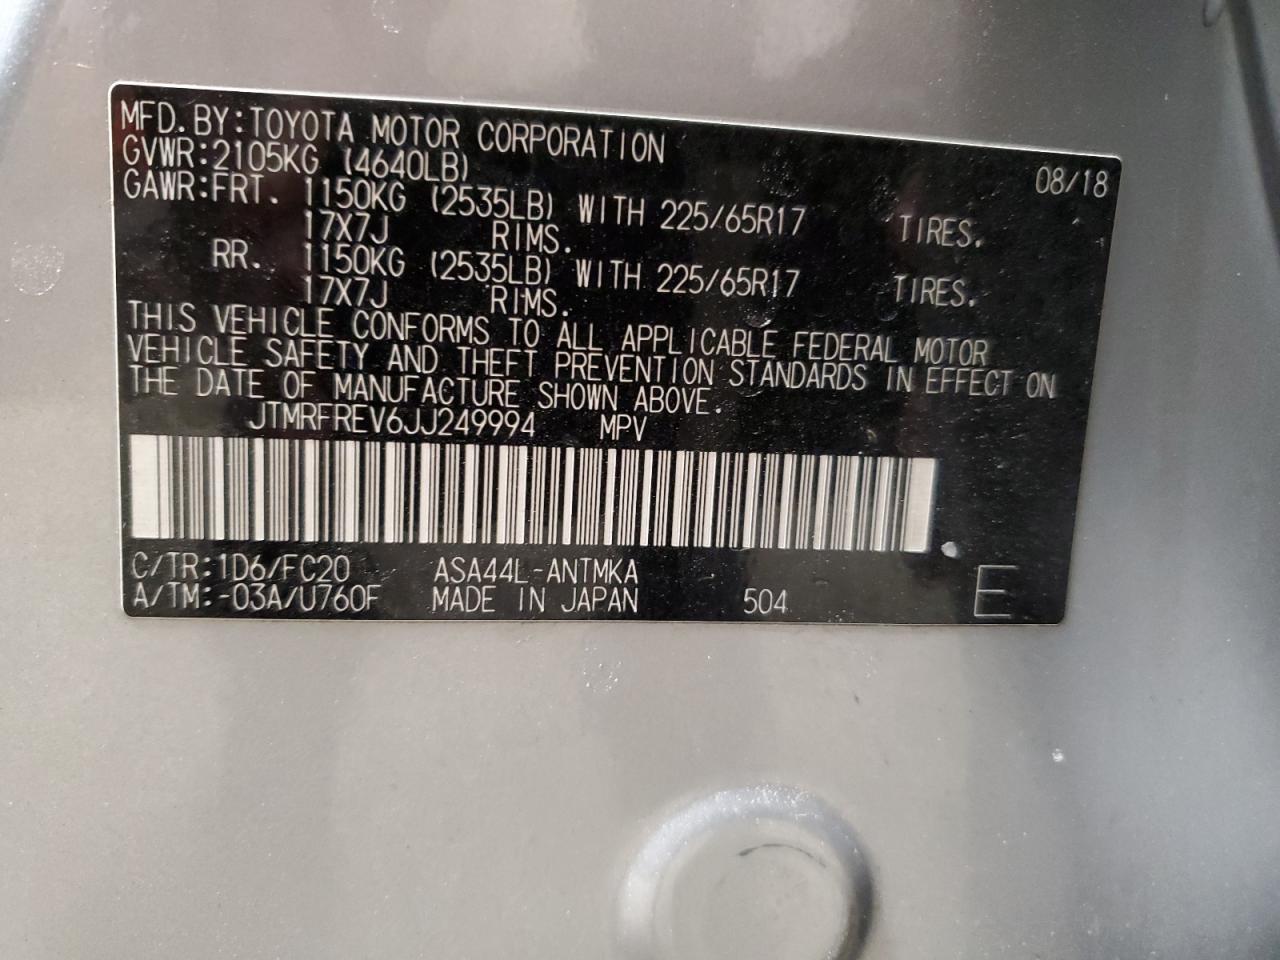 MFD. BY:TOYOTA MOTOR CORPORATION 08/18
GVWR:2105KG (4640LB)
GAWR:FRT. 1150KG (2535LB) WITH 225/65R17 TIRES.
17X7J RIMS.
RR. 1150KG (2535LB) WITH 225/65R17 TIRES.
17X7J RIMS.
THIS VEHICLE CONFORMS TO ALL APPLICABLE FEDERAL MOTOR
VEHICLE SAFETY AND THEFT PREVENTION STANDARDS IN EFFECT ON
THE DATE OF MANUFACTURE SHOWN ABOVE.
JTMRFREV6JJ249994 MPV
C/TR:1D6/FC20 ASA44L-ANTMKA
A/TM:-03A/U760F MADE IN JAPAN 504 E